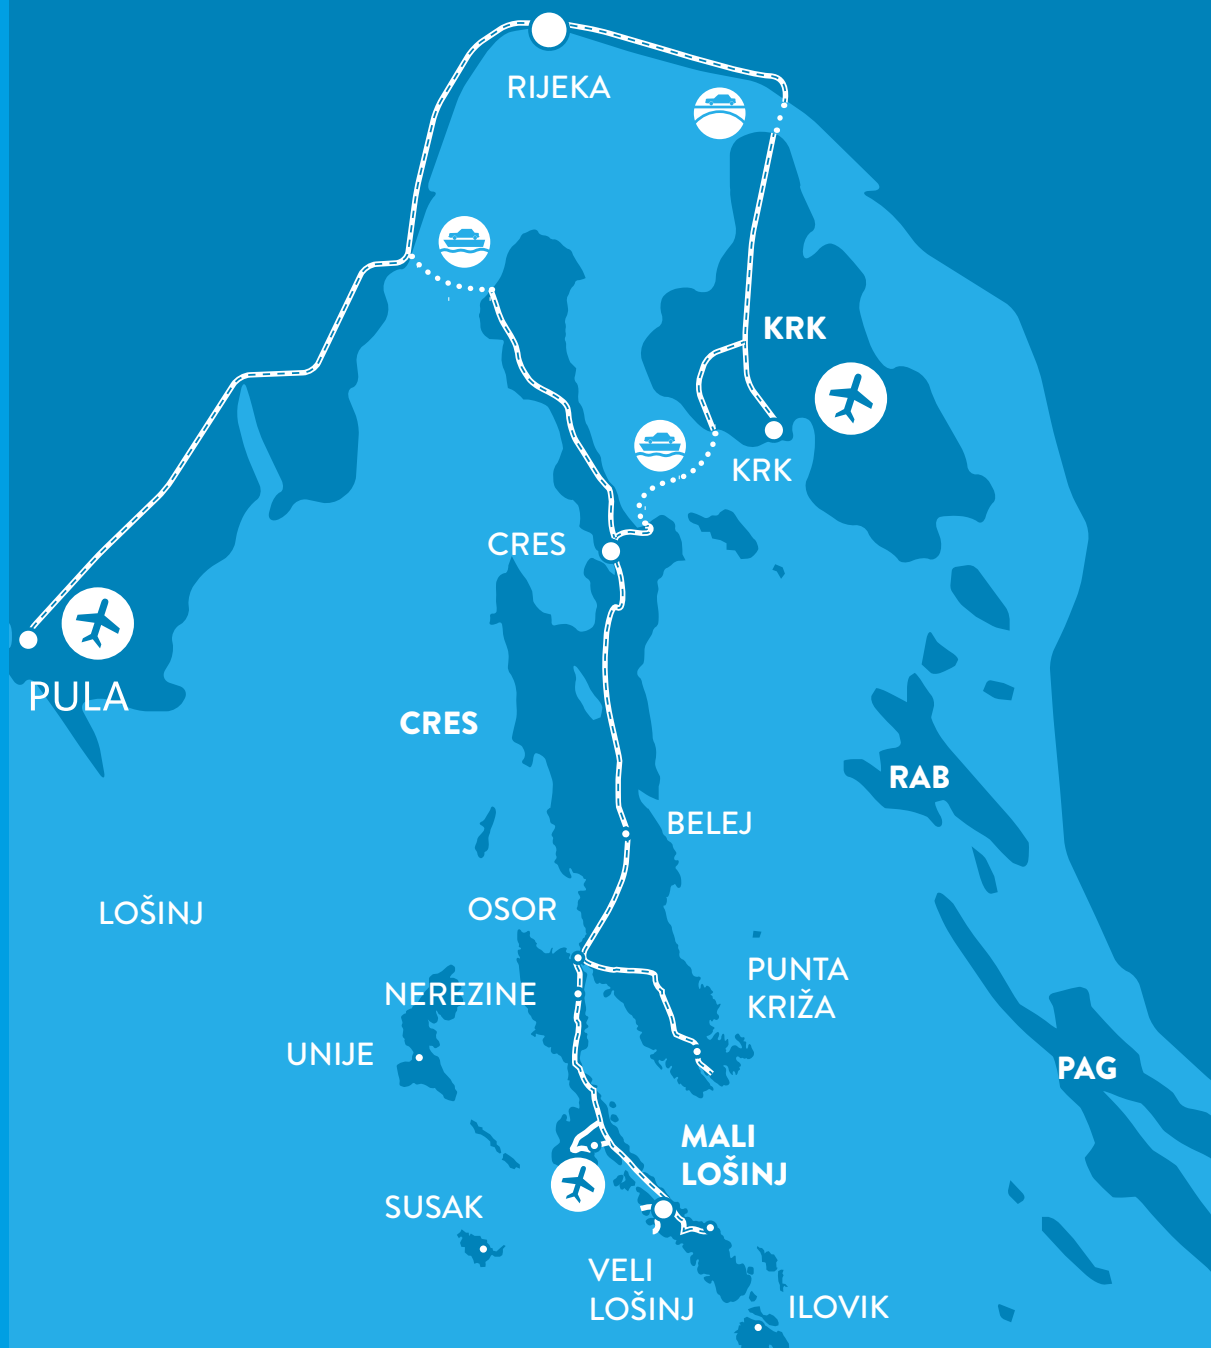 RIJEKA
KRK
KRK
CRES
PULA
CRES
RAB
BELEJ
LOŠINJ
OSOR
PUNTA
KRIŽA
NEREZINE
UNIJE
PAG
MALI
LOŠINJ
SUSAK
VELI
LOŠINJ
ILOVIK